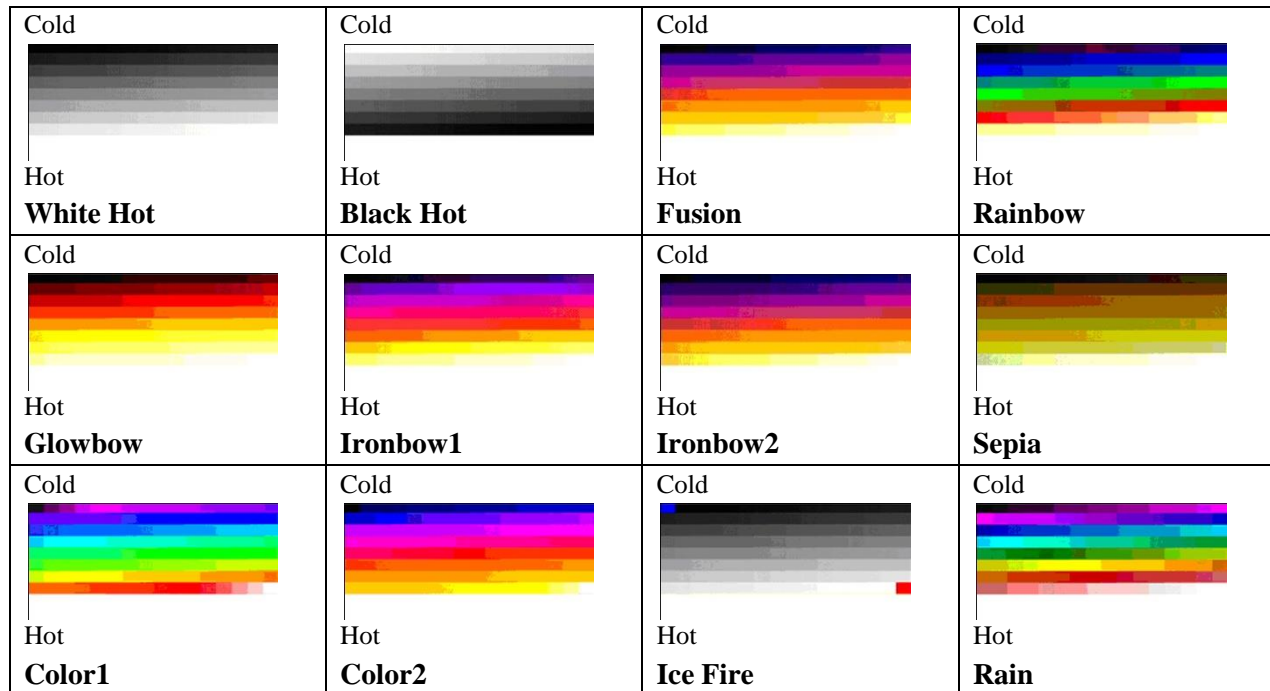 Cold
Hot
White Hot
Cold
Hot
Black Hot
Cold
Hot
Fusion
Cold
Hot
Rainbow
Cold
Hot
Glowbow
Cold
Hot
Ironbow1
Cold
Hot
Ironbow2
Cold
Hot
Sepia
Cold
Hot
Color1
Cold
Hot
Color2
Cold
Hot
Ice Fire
Cold
Hot
Rain